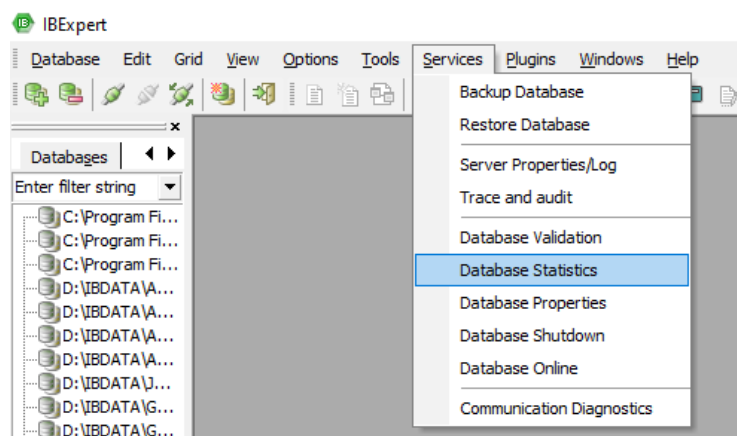 IBExpert
Database Edit Grid View Options Tools Services Plugins Windows Help
Backup Database
Restore Database
Server Properties/Log
Trace and audit
Database Validation
Database Statistics
Database Properties
Database Shutdown
Database Online
Communication Diagnostics
Databases
Enter filter string
C:\Program Fi...
C:\Program Fi...
C:\Program Fi...
D:\IBDATA\A...
D:\IBDATA\A...
D:\IBDATA\A...
D:\IBDATA\A...
D:\IBDATA\J...
D:\IBDATA\G...
D:\IBDATA\G...